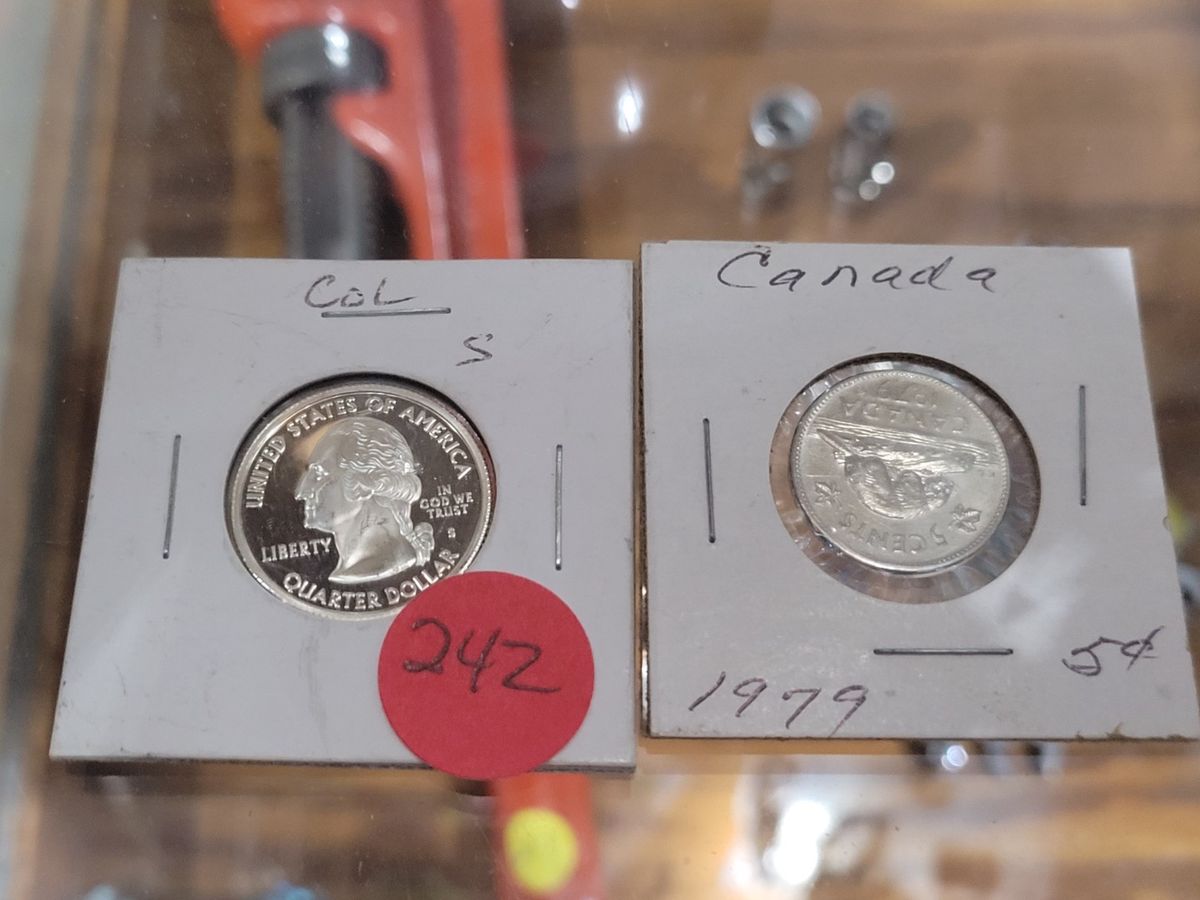 COL
S
UNITED STATES OF AMERICA
LIBERTY
IN
GOD WE
TRUST
S
QUARTER DOLLAR
242
Canada
CANADA
1979
5 CENTS
1979
5¢